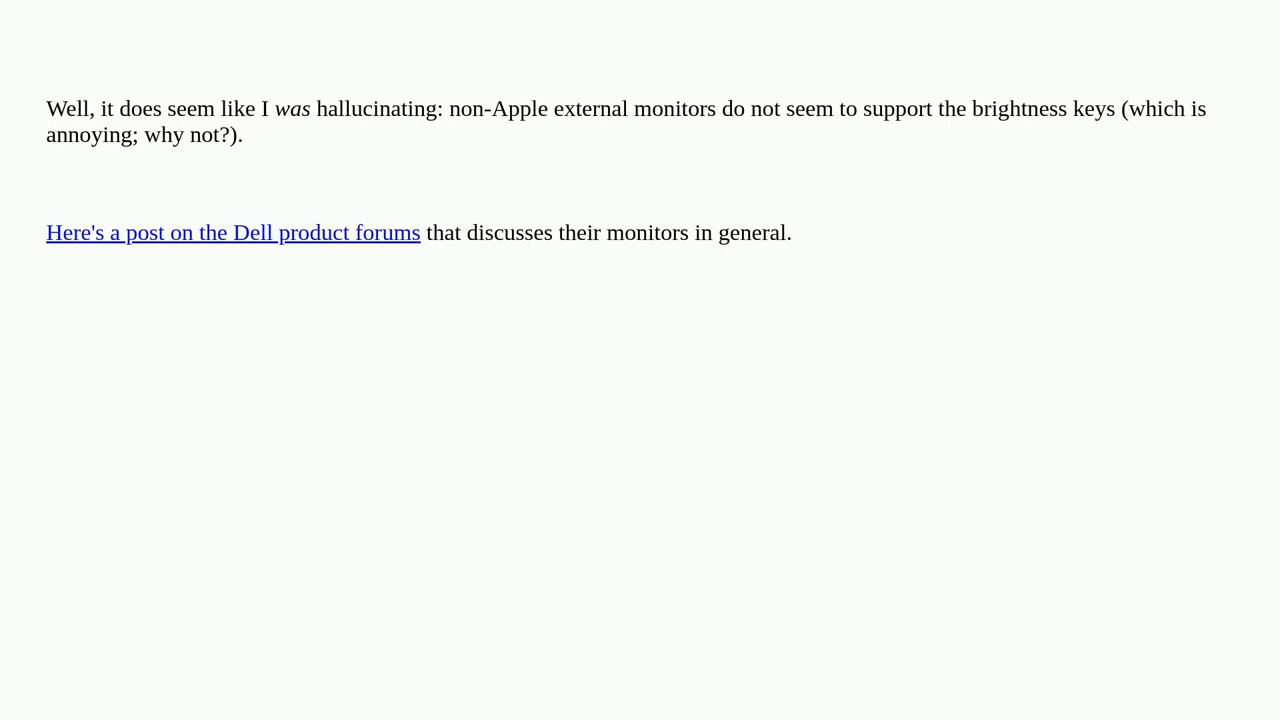 Well, it does seem like I was hallucinating: non-Apple external monitors do not seem to support the brightness keys (which is
annoying; why not?).
Here's a post on the Dell product forums that discusses their monitors in general.